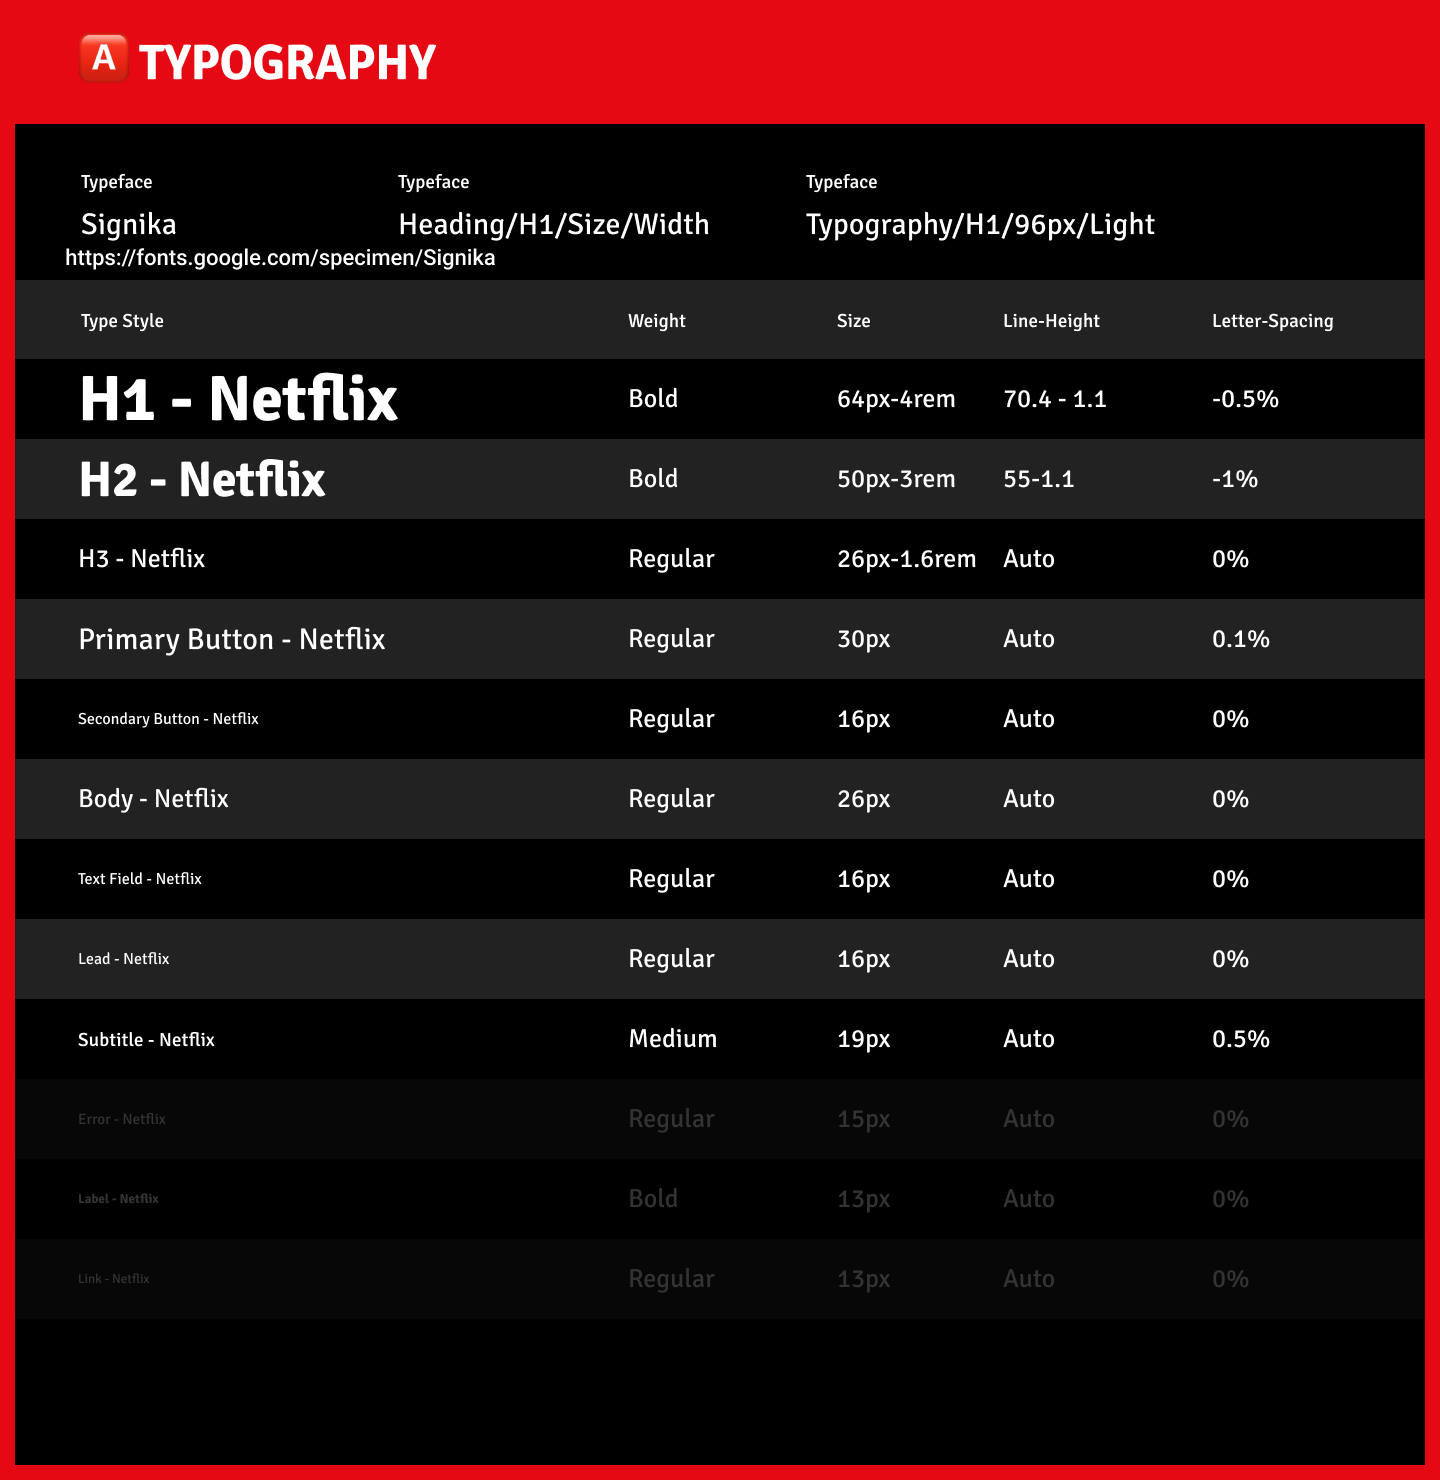 🅰 TYPOGRAPHY
Typeface Typeface Typeface
Signika Heading/H1/Size/Width Typography/H1/96px/Light
https://fonts.google.com/specimen/Signika
Type Style Weight Size Line-Height Letter-Spacing
H1 - Netflix Bold 64px-4rem 70.4 - 1.1 -0.5%
H2 - Netflix Bold 50px-3rem 55-1.1 -1%
H3 - Netflix Regular 26px-1.6rem Auto 0%
Primary Button - Netflix Regular 30px Auto 0.1%
Secondary Button - Netflix Regular 16px Auto 0%
Body - Netflix Regular 26px Auto 0%
Text Field - Netflix Regular 16px Auto 0%
Lead - Netflix Regular 16px Auto 0%
Subtitle - Netflix Medium 19px Auto 0.5%
Error - Netflix Regular 15px Auto 0%
Label - Netflix Bold 13px Auto 0%
Link - Netflix Regular 13px Auto 0%